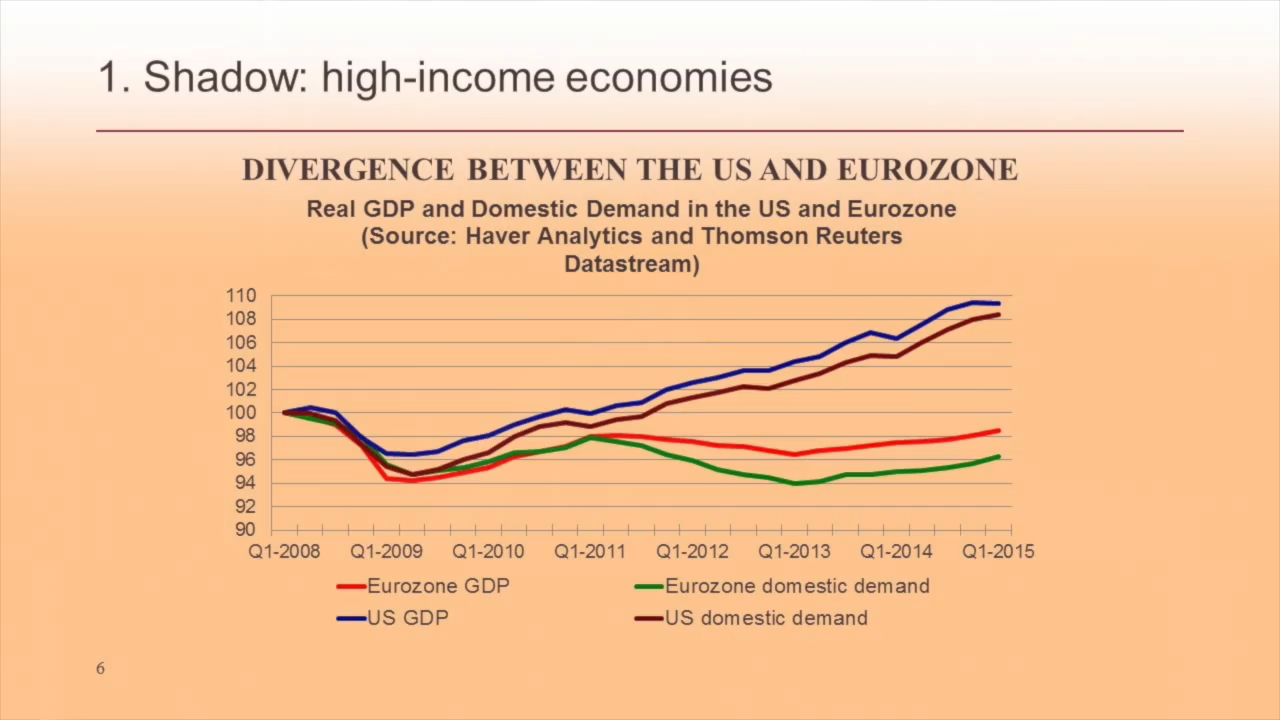 1. Shadow: high-income economies
DIVERGENCE BETWEEN THE US AND EUROZONE
Real GDP and Domestic Demand in the US and Eurozone
(Source: Haver Analytics and Thomson Reuters
Datastream)
110
108
106
104
102
100
98
96
94
92
90
Q1-2008 Q1-2009 Q1-2010 Q1-2011 Q1-2012 Q1-2013 Q1-2014 Q1-2015
Eurozone GDP Eurozone domestic demand
US GDP US domestic demand
6